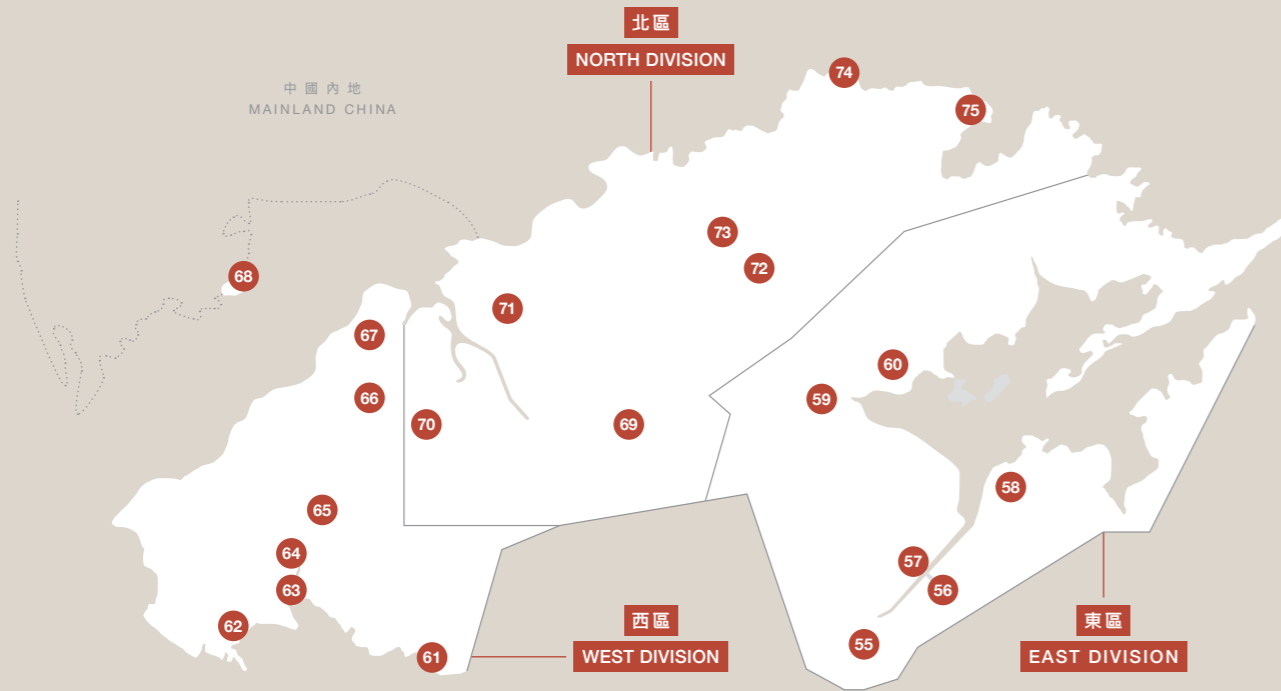 北區
NORTH DIVISION
中國內地
MAINLAND CHINA
74
75
73
72
68
71
67
60
66
59
70
69
58
65
64
57
63
56
62
西區
WEST DIVISION
61
55
東區
EAST DIVISION